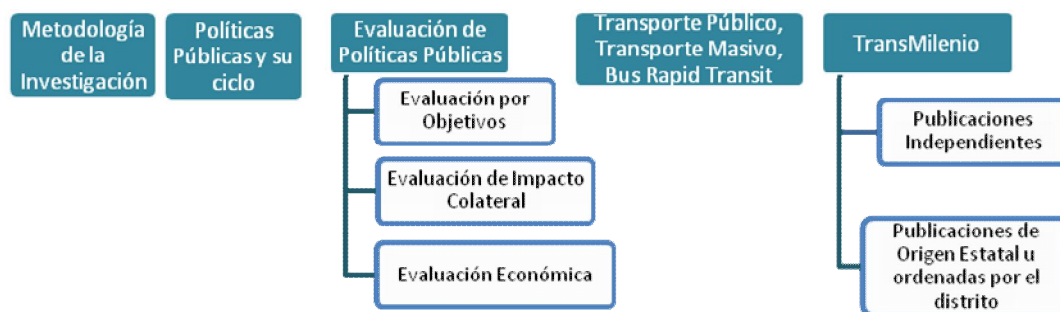 Metodología
de la
Investigación
Políticas
Públicas y su
ciclo
Evaluación de
Políticas Públicas
Evaluación por
Objetivos
Evaluación de Impacto
Colateral
Evaluación Económica
Transporte Público,
Transporte Masivo,
Bus Rapid Transit
TransMilenio
Publicaciones
Independientes
Publicaciones de
Origen Estatal u
ordenadas por el
distrito